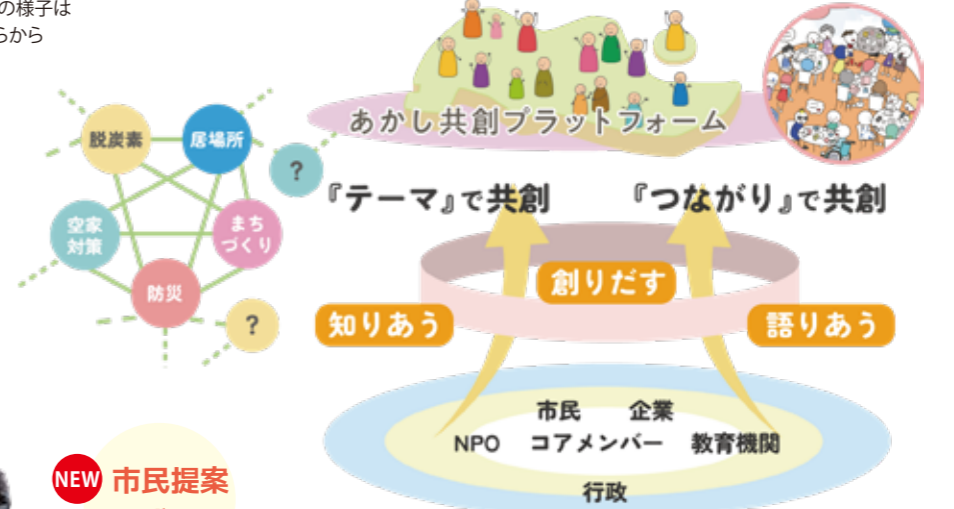 の様子は
らから
あかし共創プラットフォーム
脱炭素
居場所
?
空家
対策
まち
づくり
防災
?
『テーマ』で共創
『つながり』で共創
創りだす
知りあう
語りあう
市民 企業
NPO コアメンバー 教育機関
行政
NEW 市民提案